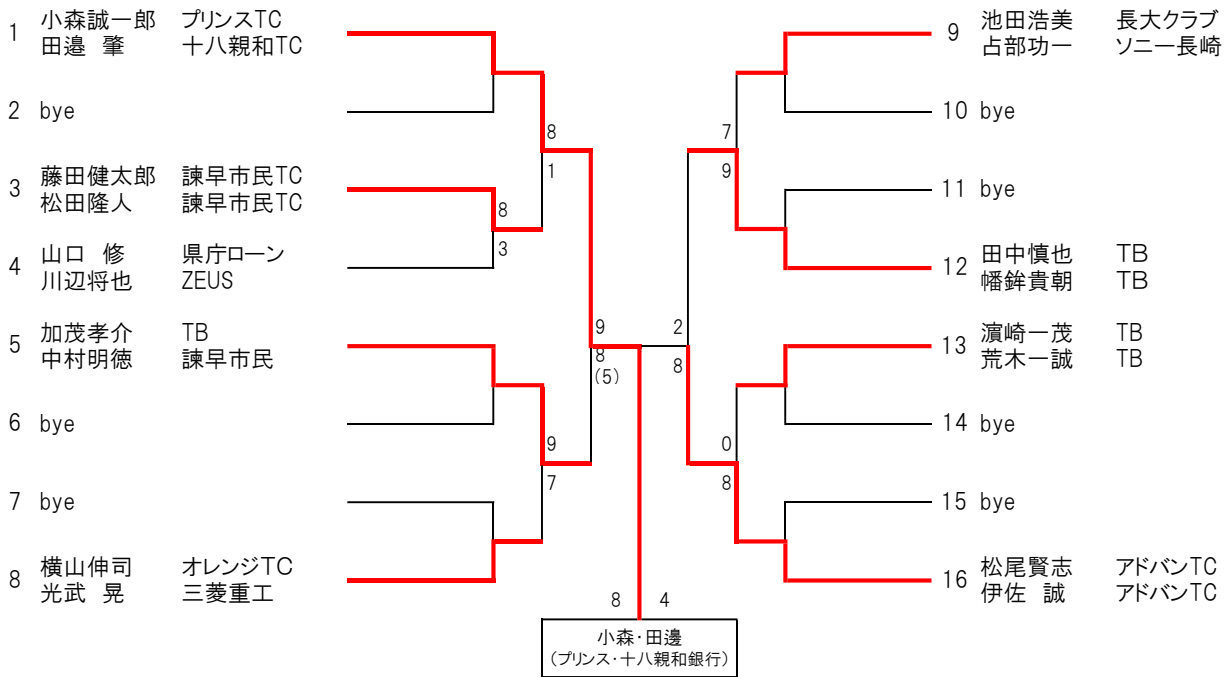 1 小森誠一郎 プリンスTC
田邉 肇 十八親和TC
2 bye
3 藤田健太郎 諫早市民TC
松田隆人 諫早市民TC
4 山口 修 県庁ローン
川辺将也 ZEUS
5 加茂孝介 TB
中村明徳 諫早市民
6 bye
7 bye
8 横山伸司 オレンジTC
光武 晃 三菱重工
8
1
8
3
9
8
(5)
9
7
9 池田浩美 長大クラブ
占部功一 ソニー長崎
10 bye
11 bye
12 田中慎也 TB
幡鉾貴朝 TB
13 濵崎一茂 TB
荒木一誠 TB
14 bye
15 bye
16 松尾賢志 アドバンTC
伊佐 誠 アドバンTC
7
9
2
8
0
8
8 4
小森・田邊
(プリンス・十八親和銀行)